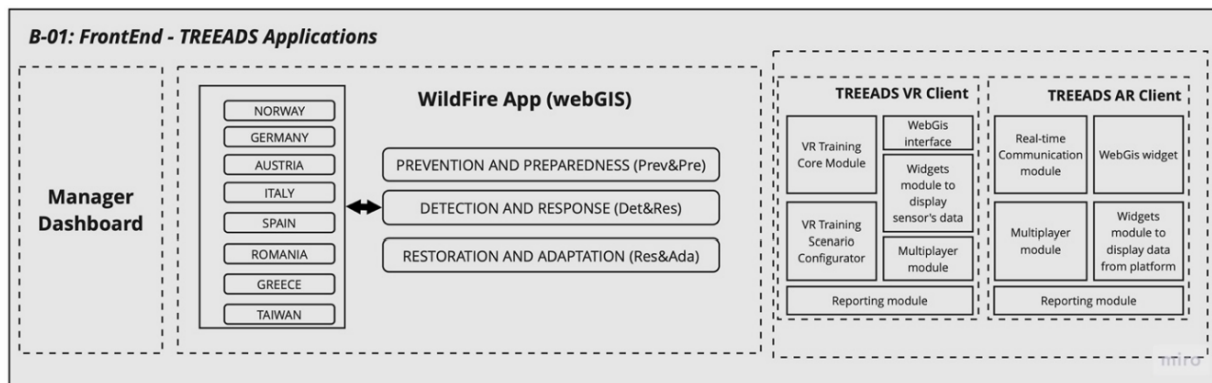 B-01: FrontEnd - TREEADS Applications
Manager
Dashboard
NORWAY
GERMANY
AUSTRIA
ITALY
SPAIN
ROMANIA
GREECE
TAIWAN
WildFire App (webGIS)
PREVENTION AND PREPAREDNESS (Prev&Pre)
DETECTION AND RESPONSE (Det&Res)
RESTORATION AND ADAPTATION (Res&Ada)
TREEADS VR Client
VR Training
Core Module
WebGis
interface
Widgets
module to
display
sensor's data
VR Training
Scenario
Configurator
Multiplayer
module
Reporting module
TREEADS AR Client
Real-time
Communication
module
WebGis widget
Multiplayer
module
Widgets
module to
display data
from platform
Reporting module
miro